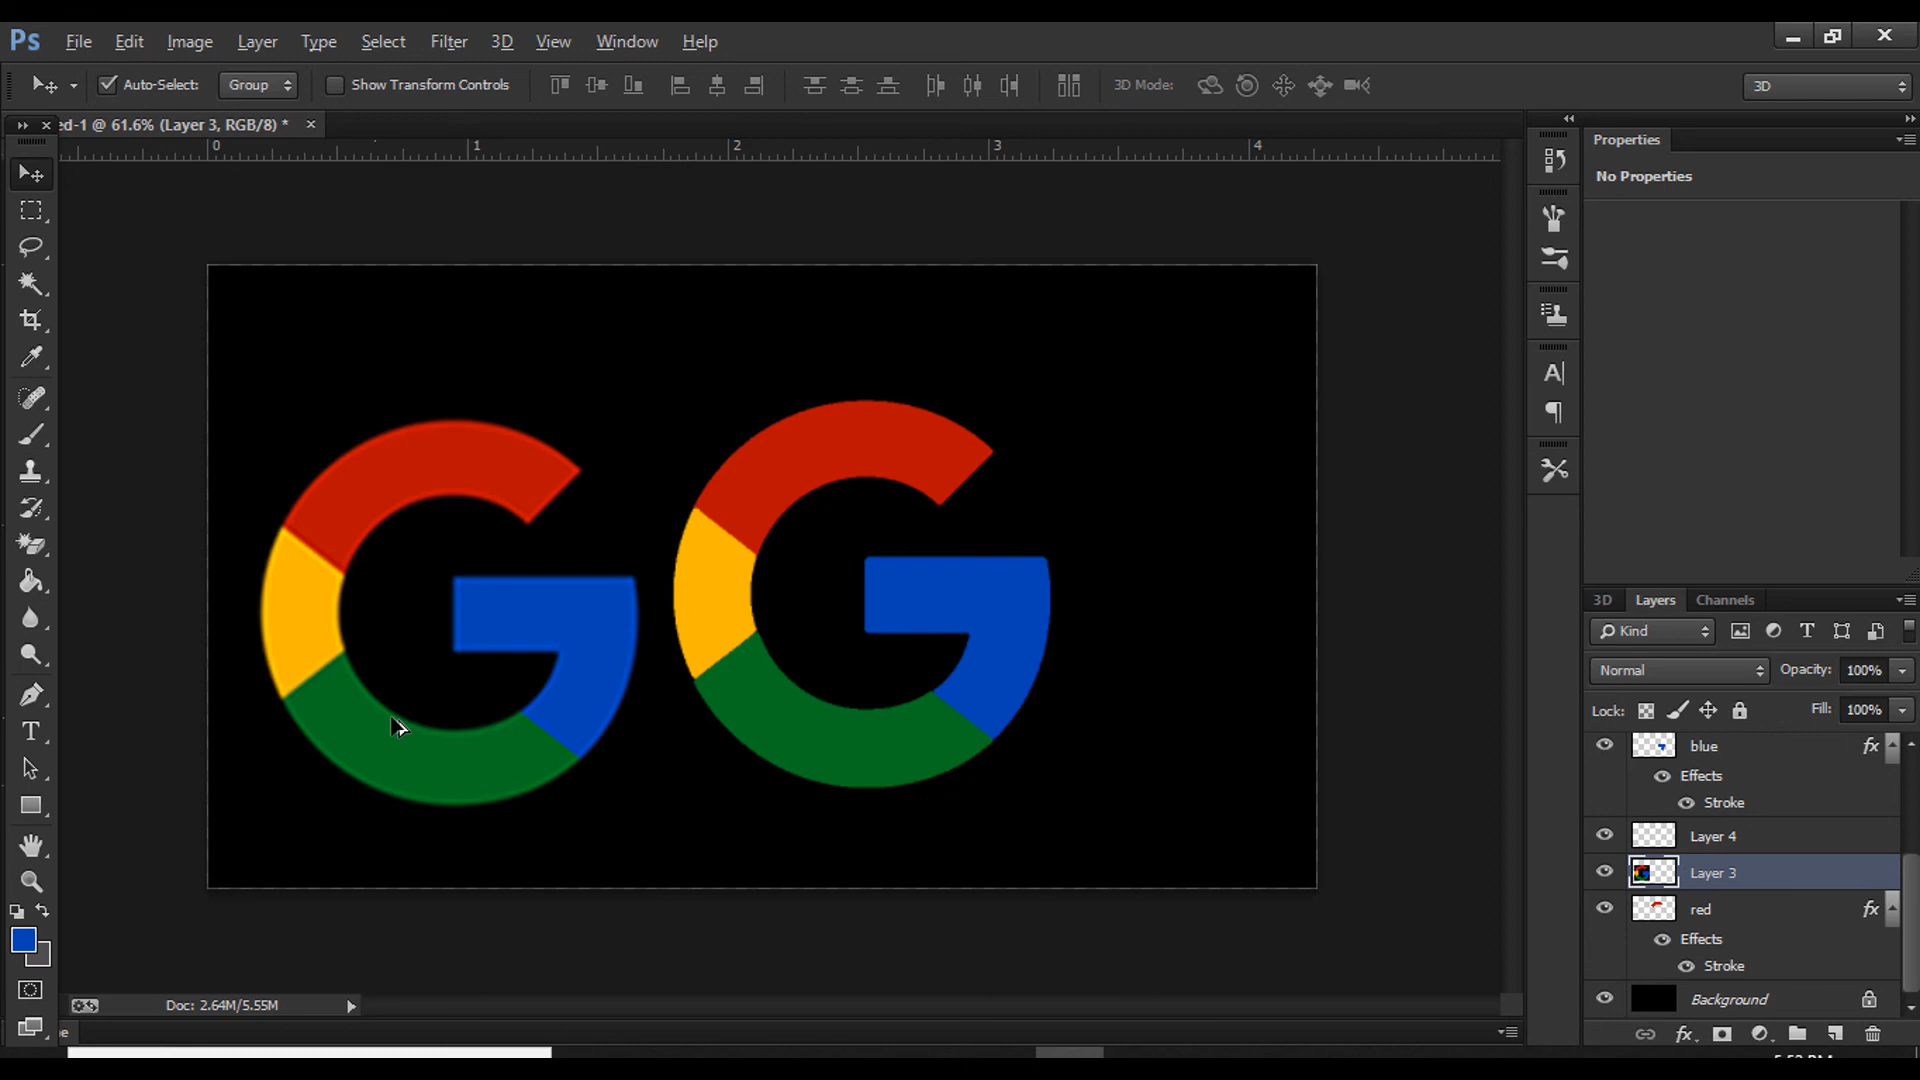 Ps File Edit Image Layer Type Select Filter 3D View Window Help
Auto-Select: Group Show Transform Controls 3D Mode: 3D
ed-1 @ 61.6% (Layer 3, RGB/8) *
0 1 2 3 4
Properties
No Properties
3D Layers Channels
Kind
Normal Opacity: 100%
Lock: Fill: 100%
blue fx
Effects
Stroke
Layer 4
Layer 3
red fx
Effects
Stroke
Background
Doc: 2.64M/5.55M